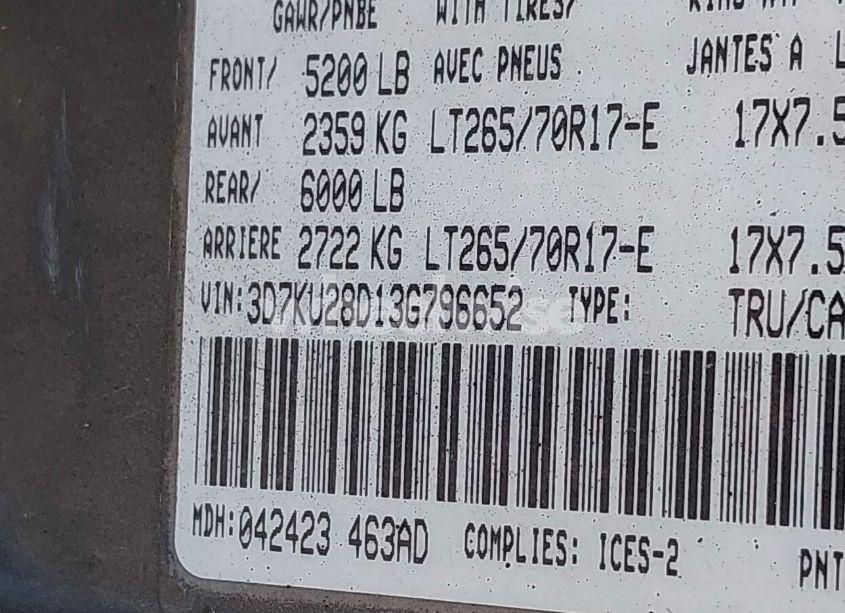 GAWR/PNBE WITH TIRES/
FRONT/ 5200 LB AVEC PNEUS JANTES A
AVANT 2359 KG LT265/70R17-E 17X7.5
REAR/ 6000 LB
ARRIERE 2722 KG LT265/70R17-E 17X7.5
VIN: 3D7KU28D13G796652 TYPE: TRU/CA
MDH: 042423 463AD COMPLIES: ICES-2 PNT